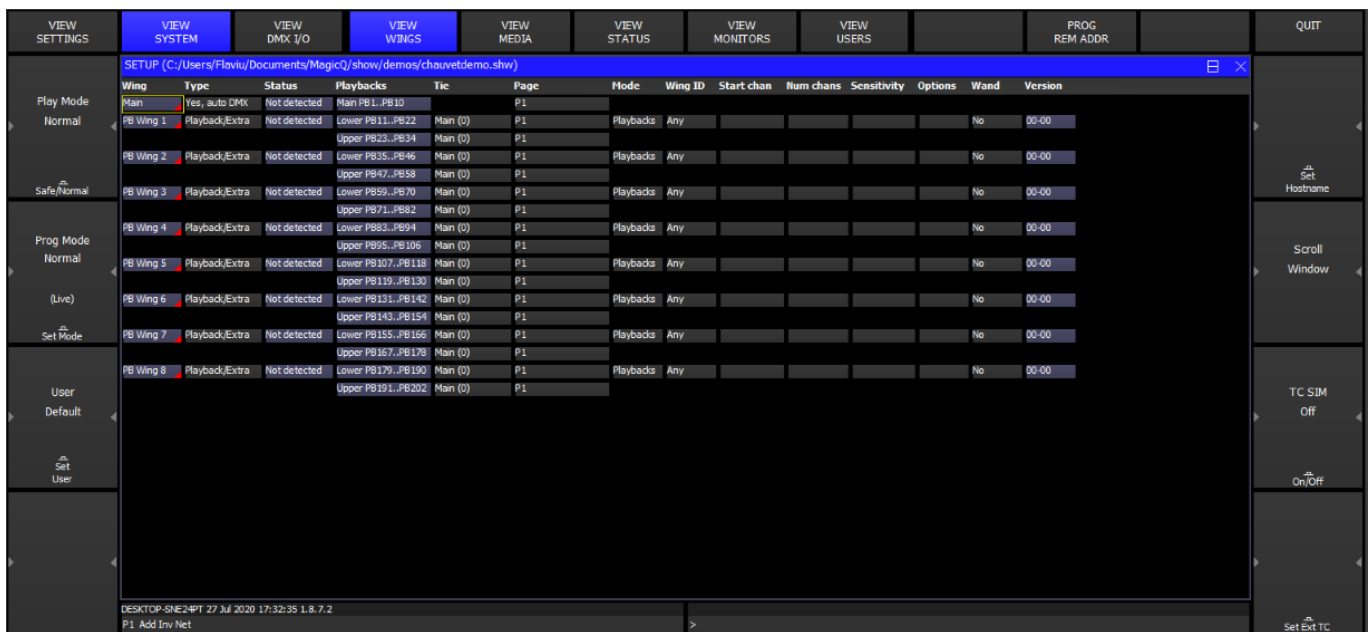 VIEW SETTINGS
VIEW SYSTEM
VIEW DMX I/O
VIEW WINGS
VIEW MEDIA
VIEW STATUS
VIEW MONITORS
VIEW USERS
PROG REM ADDR
QUIT
SETUP (C:/Users/Flaviu/Documents/MagicQ/show/demos/chauvetdemo.shw)
Wing Type Status Playbacks Tie Page Mode Wing ID Start chan Num chans Sensitivity Options Wand Version
Main Yes, auto DMX Not detected Main PB1..PB10 P1
PB Wing 1 Playback/Extra Not detected Lower PB11..PB22 Main (0) P1 Playbacks Any No 00-00
Upper PB23..PB34 Main (0) P1
PB Wing 2 Playback/Extra Not detected Lower PB35..PB46 Main (0) P1 Playbacks Any No 00-00
Upper PB47..PB58 Main (0) P1
PB Wing 3 Playback/Extra Not detected Lower PB59..PB70 Main (0) P1 Playbacks Any No 00-00
Upper PB71..PB82 Main (0) P1
PB Wing 4 Playback/Extra Not detected Lower PB83..PB94 Main (0) P1 Playbacks Any No 00-00
Upper PB95..PB106 Main (0) P1
PB Wing 5 Playback/Extra Not detected Lower PB107..PB118 Main (0) P1 Playbacks Any No 00-00
Upper PB119..PB130 Main (0) P1
PB Wing 6 Playback/Extra Not detected Lower PB131..PB142 Main (0) P1 Playbacks Any No 00-00
Upper PB143..PB154 Main (0) P1
PB Wing 7 Playback/Extra Not detected Lower PB155..PB166 Main (0) P1 Playbacks Any No 00-00
Upper PB167..PB178 Main (0) P1
PB Wing 8 Playback/Extra Not detected Lower PB179..PB190 Main (0) P1 Playbacks Any No 00-00
Upper PB191..PB202 Main (0) P1
Play Mode
Normal
Safe/Normal
Prog Mode
Normal
(Live)
Set Mode
User
Default
Set
User
Set
Hostname
Scroll
Window
TC SIM
Off
On/Off
Set Ext TC
DESKTOP-SNE24PT 27 Jul 2020 17:32:35 1.8.7.2
P1 Add Inv Net
>